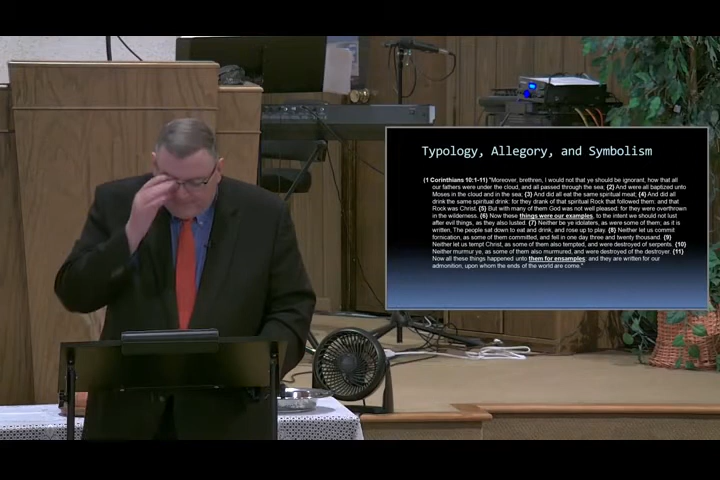 Typology, Allegory, and Symbolism
(1 Corinthians 10:1-11) "Moreover, brethren, I would not that ye should be ignorant, how that all
our fathers were under the cloud, and all passed through the sea; (2) And were all baptized unto
Moses in the cloud and in the sea; (3) And did all eat the same spiritual meat; (4) And did all
drink the same spiritual drink: for they drank of that spiritual Rock that followed them: and that
Rock was Christ. (5) But with many of them God was not well pleased: for they were overthrown
in the wilderness. (6) Now these things were our examples, to the intent we should not lust
after evil things, as they also lusted. (7) Neither be ye idolaters, as were some of them; as it is
written, The people sat down to eat and drink, and rose up to play. (8) Neither let us commit
fornication, as some of them committed, and fell in one day three and twenty thousand. (9)
Neither let us tempt Christ, as some of them also tempted, and were destroyed of serpents. (10)
Neither murmur ye, as some of them also murmured, and were destroyed of the destroyer. (11)
Now all these things happened unto them for ensamples: and they are written for our
admonition, upon whom the ends of the world are come."